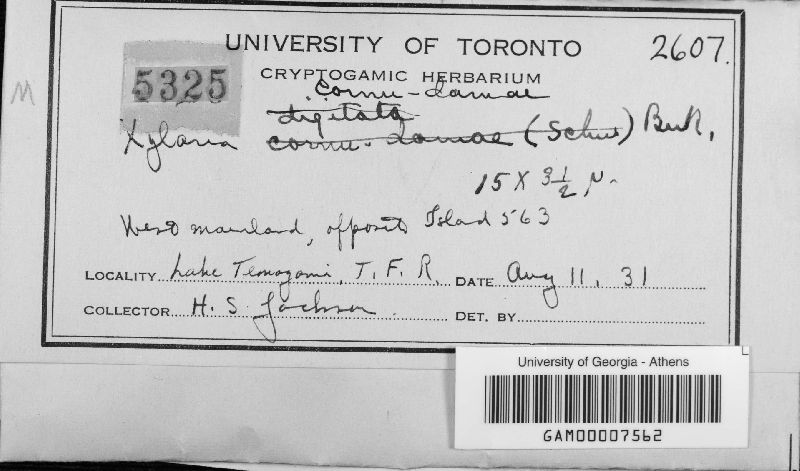 UNIVERSITY OF TORONTO 2607.
5325
CRYPTOGAMIC HERBARIUM
M
Cornu-damae
digitata
Xylaria cornu-damae (Schw) Berk.
15 X 3 1/2 µ
West mainland, opposite Island 563
LOCALITY Lake Temagami, T. F. R. DATE Aug 11, 31
COLLECTOR H. S. Jackson DET. BY
University of Georgia - Athens
GAM00007562